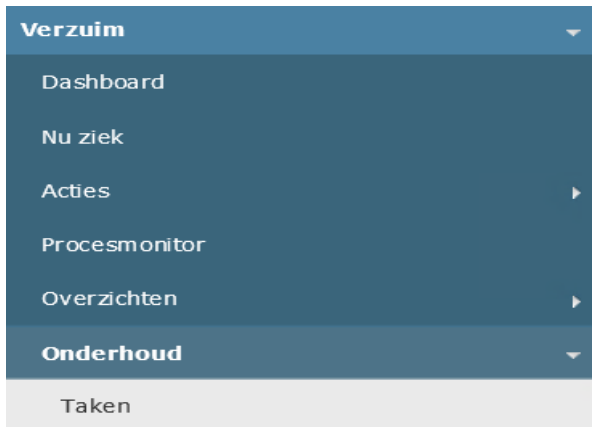 Verzuim
Dashboard
Nu ziek
Acties
Procesmonitor
Overzichten
Onderhoud
Taken